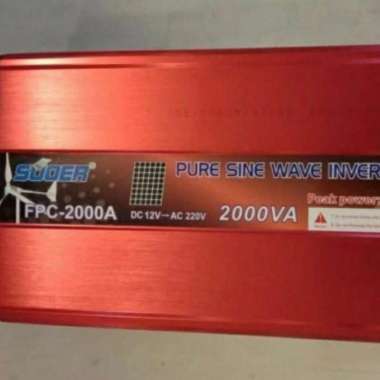 SUOER
PURE SINE WAVE INVER
FPC-2000A
DC 12V→AC 220V
2000VA
Peak power